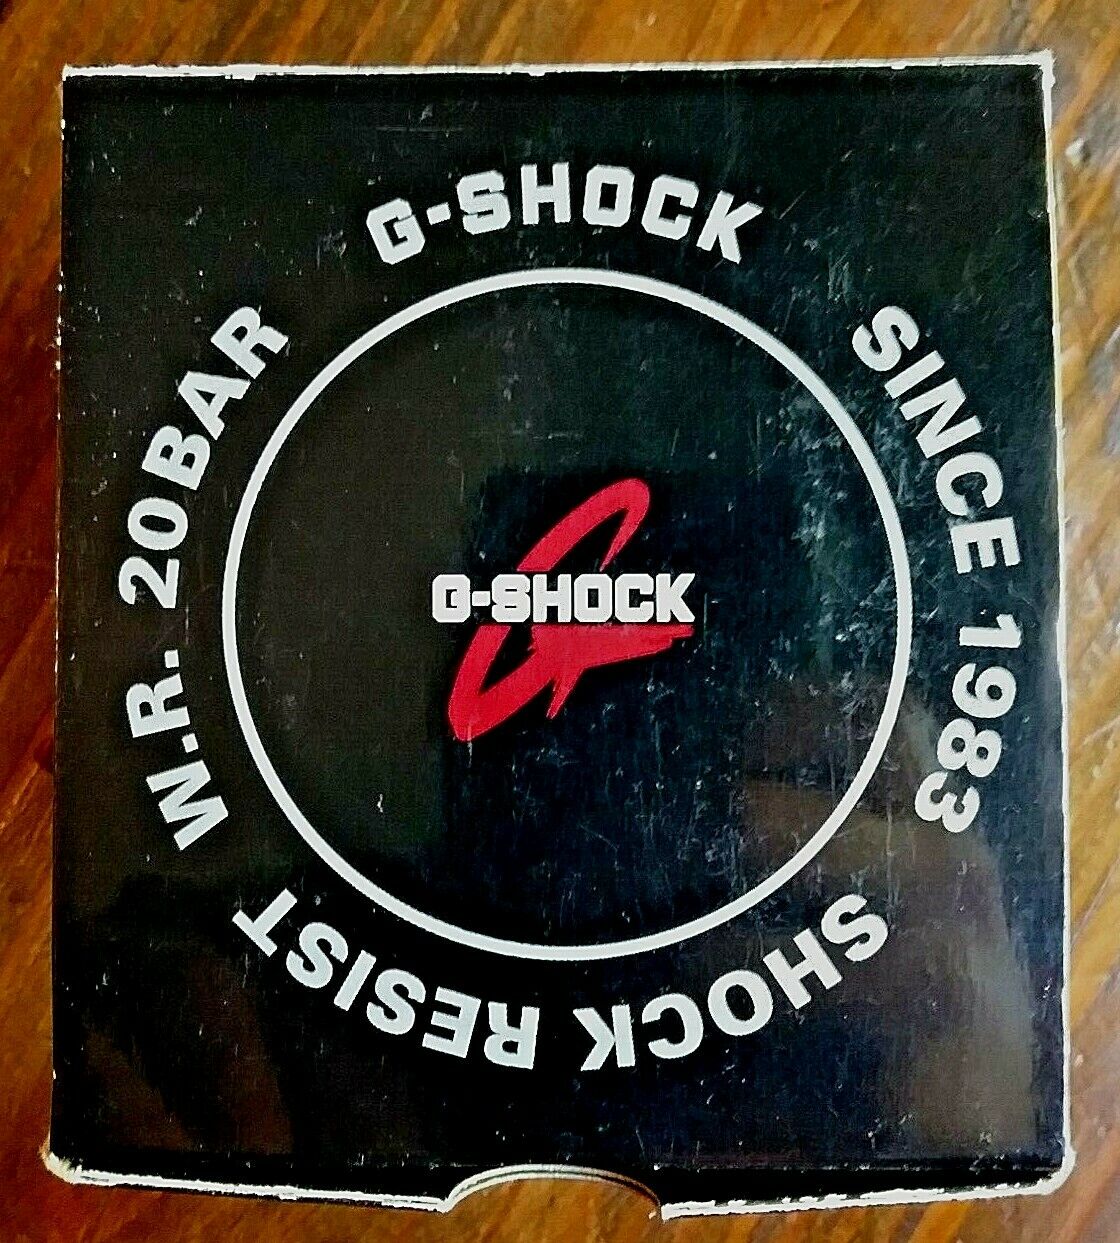 G-SHOCK
SINCE 1983
SHOCK RESIST
W.R. 20BAR
G-SHOCK